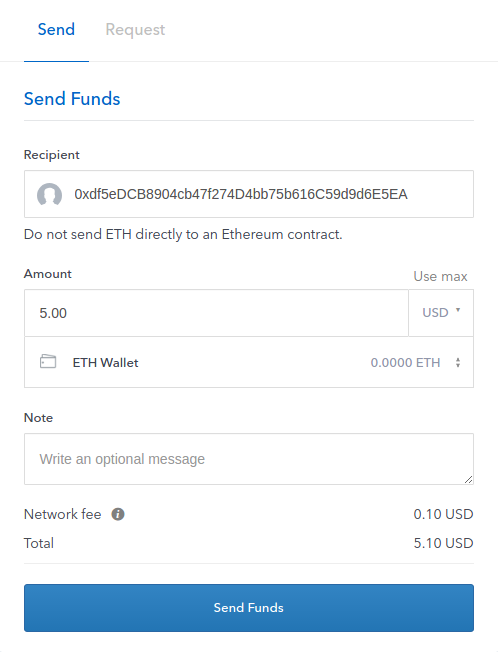 Send Request
Send Funds
Recipient
0xdf5eDCB8904cb47f274D4bb75b616C59d9d6E5EA
Do not send ETH directly to an Ethereum contract.
Amount Use max
5.00 USD
ETH Wallet 0.0000 ETH
Note
Write an optional message
Network fee 0.10 USD
Total 5.10 USD
Send Funds